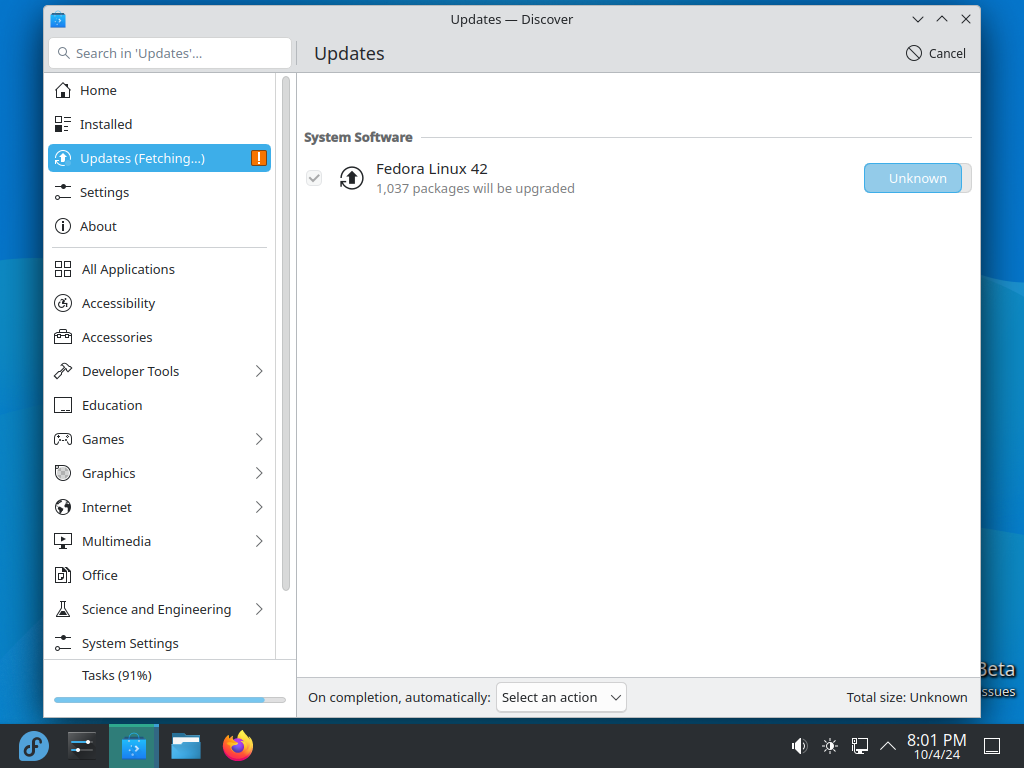 Updates — Discover
Search in 'Updates'...
Updates
Cancel
Home
Installed
Updates (Fetching...)
Settings
About
All Applications
Accessibility
Accessories
Developer Tools
Education
Games
Graphics
Internet
Multimedia
Office
Science and Engineering
System Settings
Tasks (91%)
System Software
Fedora Linux 42
1,037 packages will be upgraded
Unknown
On completion, automatically:
Select an action
Total size: Unknown
Beta
ssues
8:01 PM
10/4/24